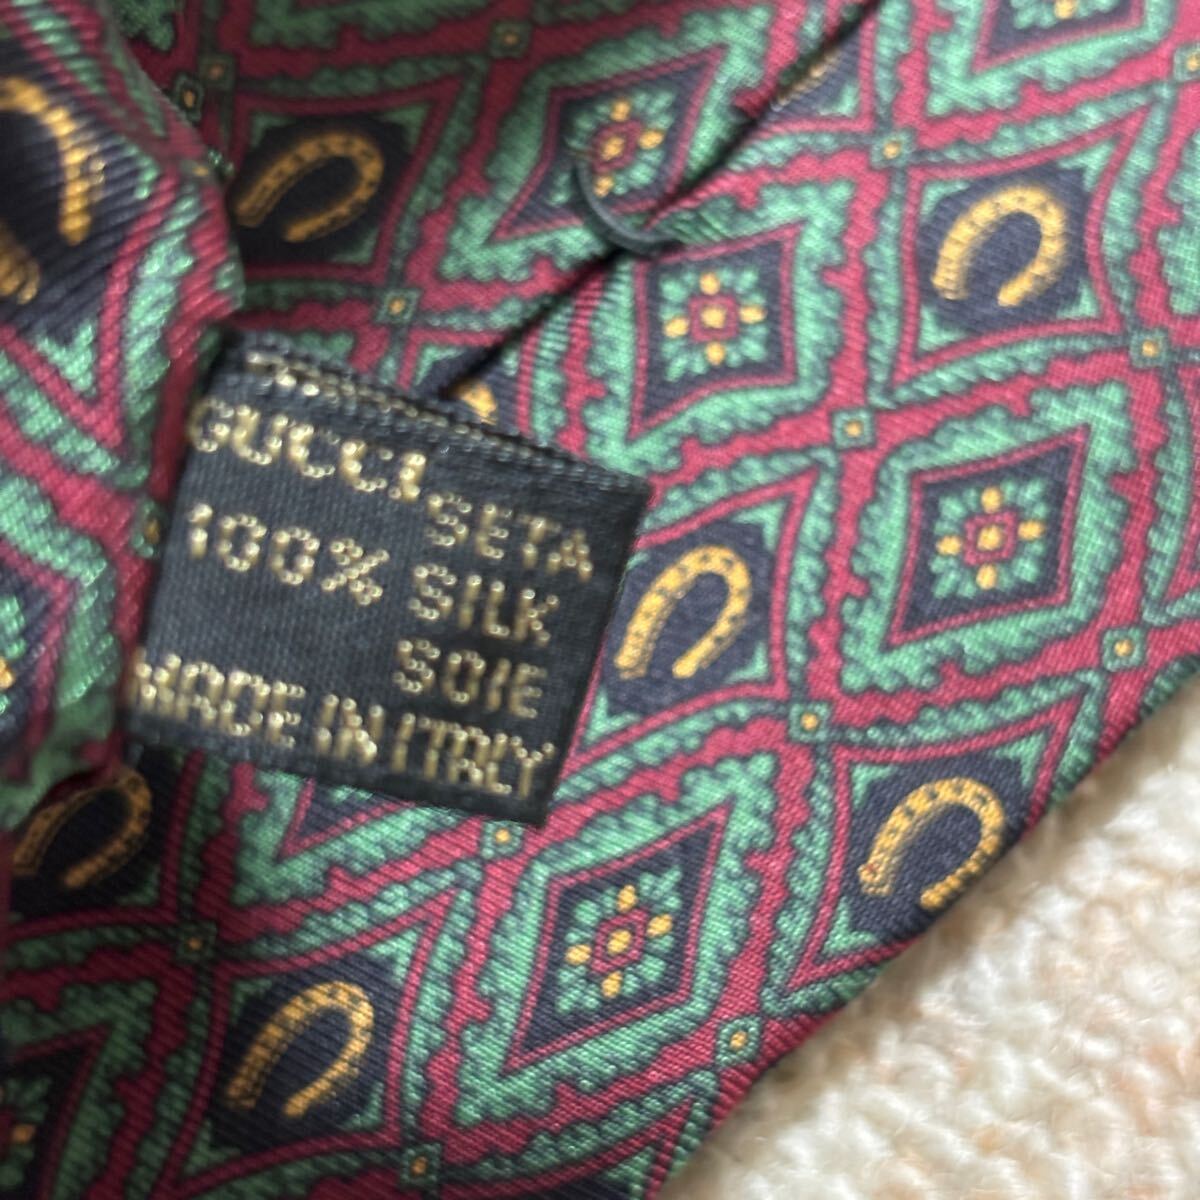 GUCCI
SETA
100% SILK
SOIE
MADE IN ITALY